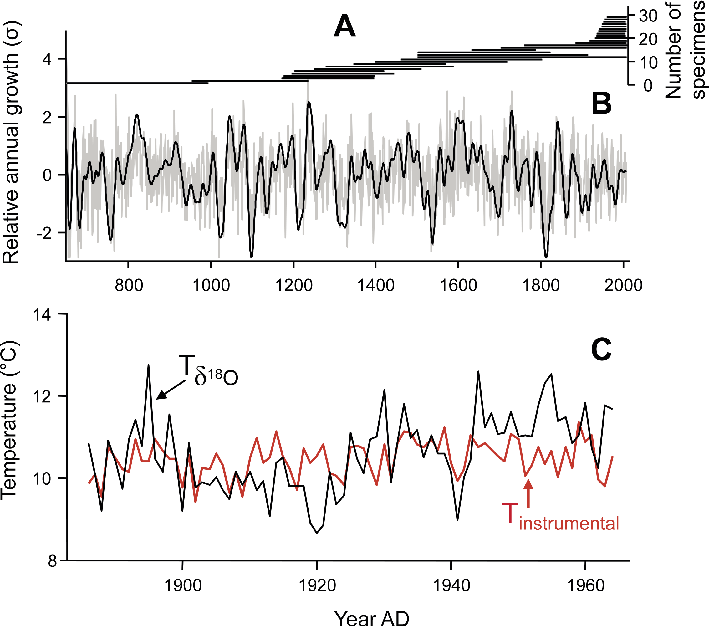 A
30
20
10
0
Number of
specimens
B
Relative annual growth (σ)
4
2
0
-2
800 1000 1200 1400 1600 1800 2000
C
Temperature (°C)
14
12
10
8
Tδ18O
Tinstrumental
1900 1920 1940 1960
Year AD